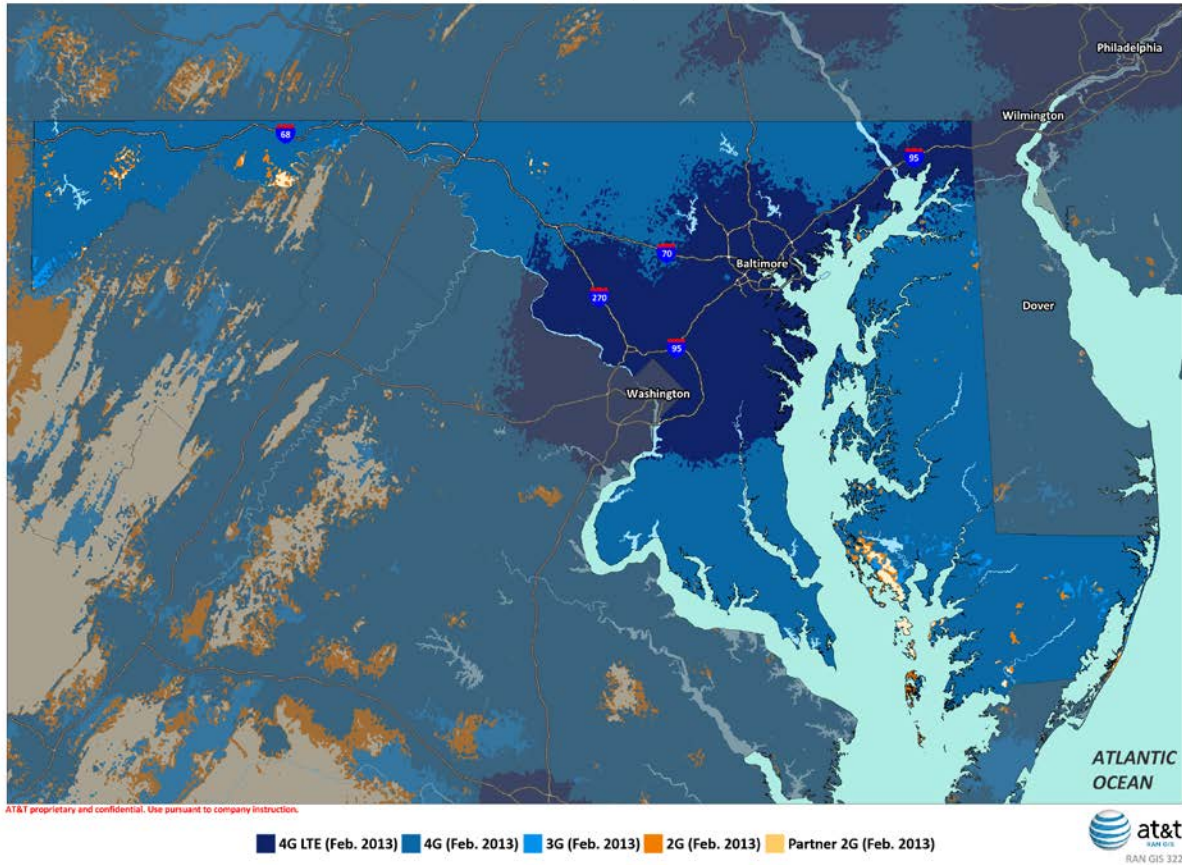 Philadelphia
Wilmington
68
95
70
Baltimore
270
Dover
95
Washington
ATLANTIC
OCEAN
AT&T proprietary and confidential. Use pursuant to company instruction.
4G LTE (Feb. 2013) 4G (Feb. 2013) 3G (Feb. 2013) 2G (Feb. 2013) Partner 2G (Feb. 2013)
at&t
RAN GIS
RAN GIS 322